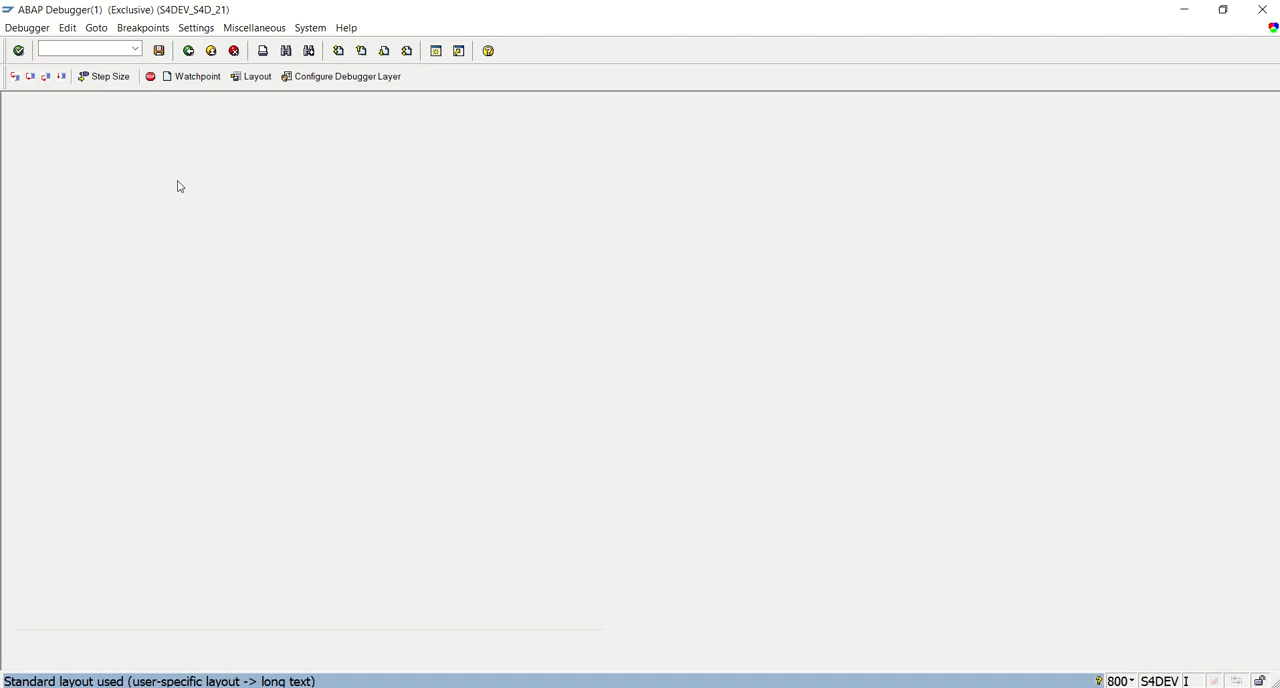 ABAP Debugger(1) (Exclusive) (S4DEV_S4D_21)
Debugger Edit Goto Breakpoints Settings Miscellaneous System Help
Step Size Watchpoint Layout Configure Debugger Layer
Standard layout used (user-specific layout -> long text) 800 S4DEV I